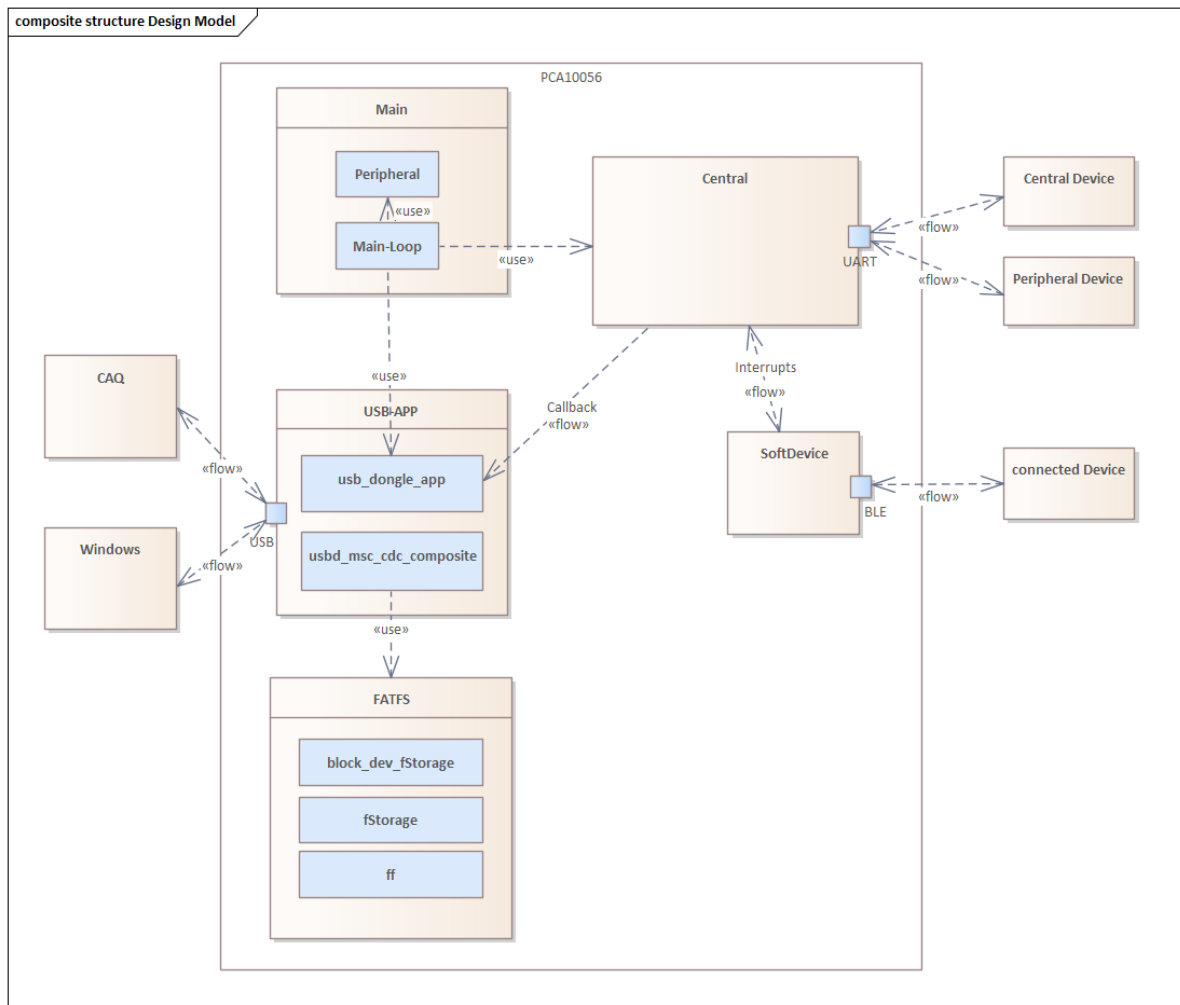 composite structure Design Model
PCA10056
Main
Peripheral
«use»
Main-Loop
«use»
«use»
Central
UART
Central Device
«flow»
Peripheral Device
«flow»
Interrupts
«flow»
Callback
«flow»
CAQ
«flow»
USB-APP
usb_dongle_app
usbd_msc_cdc_composite
USB
Windows
«flow»
SoftDevice
BLE
connected Device
«flow»
«use»
FATFS
block_dev_fStorage
fStorage
ff